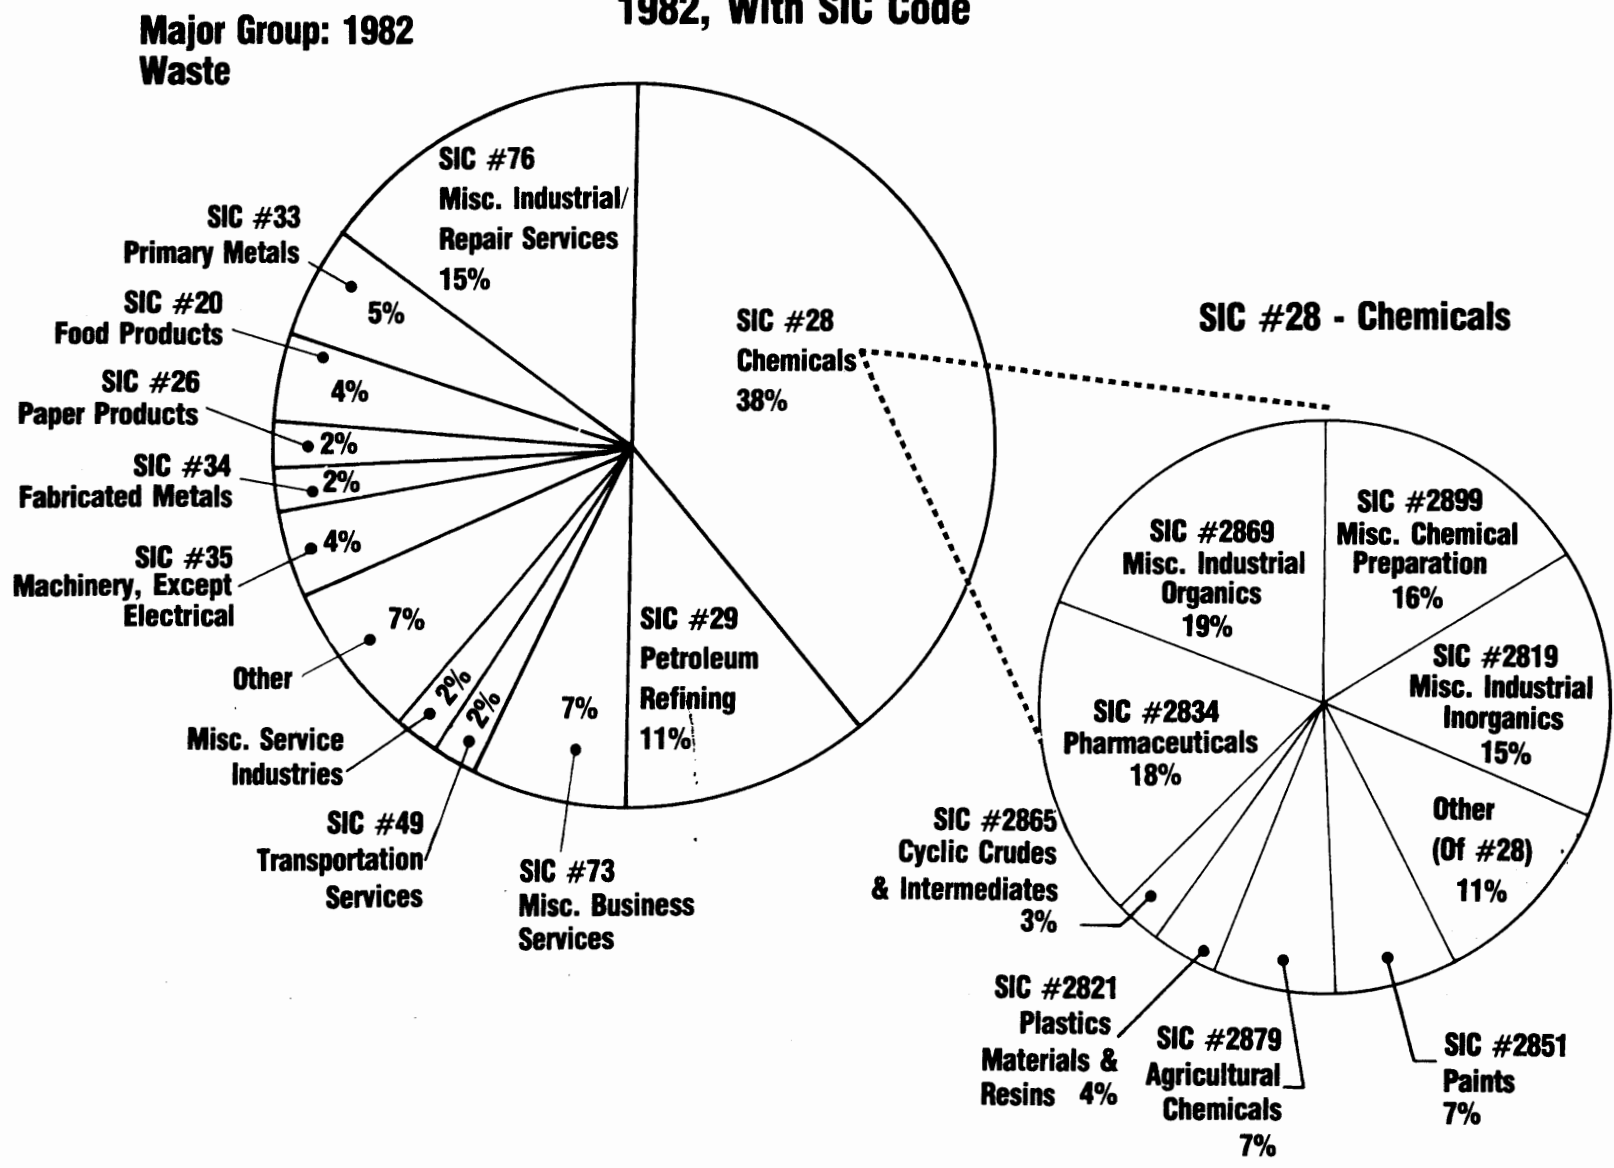 1982, With SIC Code
Major Group: 1982
Waste
SIC #76
Misc. Industrial/
Repair Services
15%
SIC #33
Primary Metals
5%
SIC #20
Food Products
4%
SIC #26
Paper Products
2%
SIC #34
Fabricated Metals
2%
SIC #35
Machinery, Except
Electrical
4%
Other
7%
Misc. Service
Industries
2%
SIC #49
Transportation
Services
2%
SIC #73
Misc. Business
Services
7%
SIC #29
Petroleum
Refining
11%
SIC #28
Chemicals
38%
SIC #28 - Chemicals
SIC #2899
Misc. Chemical
Preparation
16%
SIC #2869
Misc. Industrial
Organics
19%
SIC #2819
Misc. Industrial
Inorganics
15%
SIC #2834
Pharmaceuticals
18%
Other
(Of #28)
11%
SIC #2865
Cyclic Crudes
& Intermediates
3%
SIC #2821
Plastics
Materials &
Resins 4%
SIC #2879
Agricultural
Chemicals
7%
SIC #2851
Paints
7%